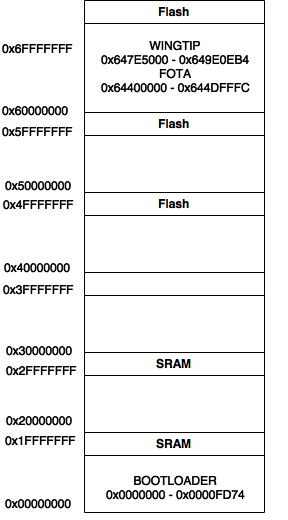 Flash
0x6FFFFFFF
WINGTIP
0x647E5000 - 0x649E0EB4
FOTA
0x64400000 - 0x644DFFFC
0x60000000
Flash
0x5FFFFFFF
0x50000000
0x4FFFFFFF
Flash
0x40000000
0x3FFFFFFF
0x30000000
SRAM
0x2FFFFFFF
0x20000000
0x1FFFFFFF
SRAM
BOOTLOADER
0x0000000 - 0x0000FD74
0x00000000